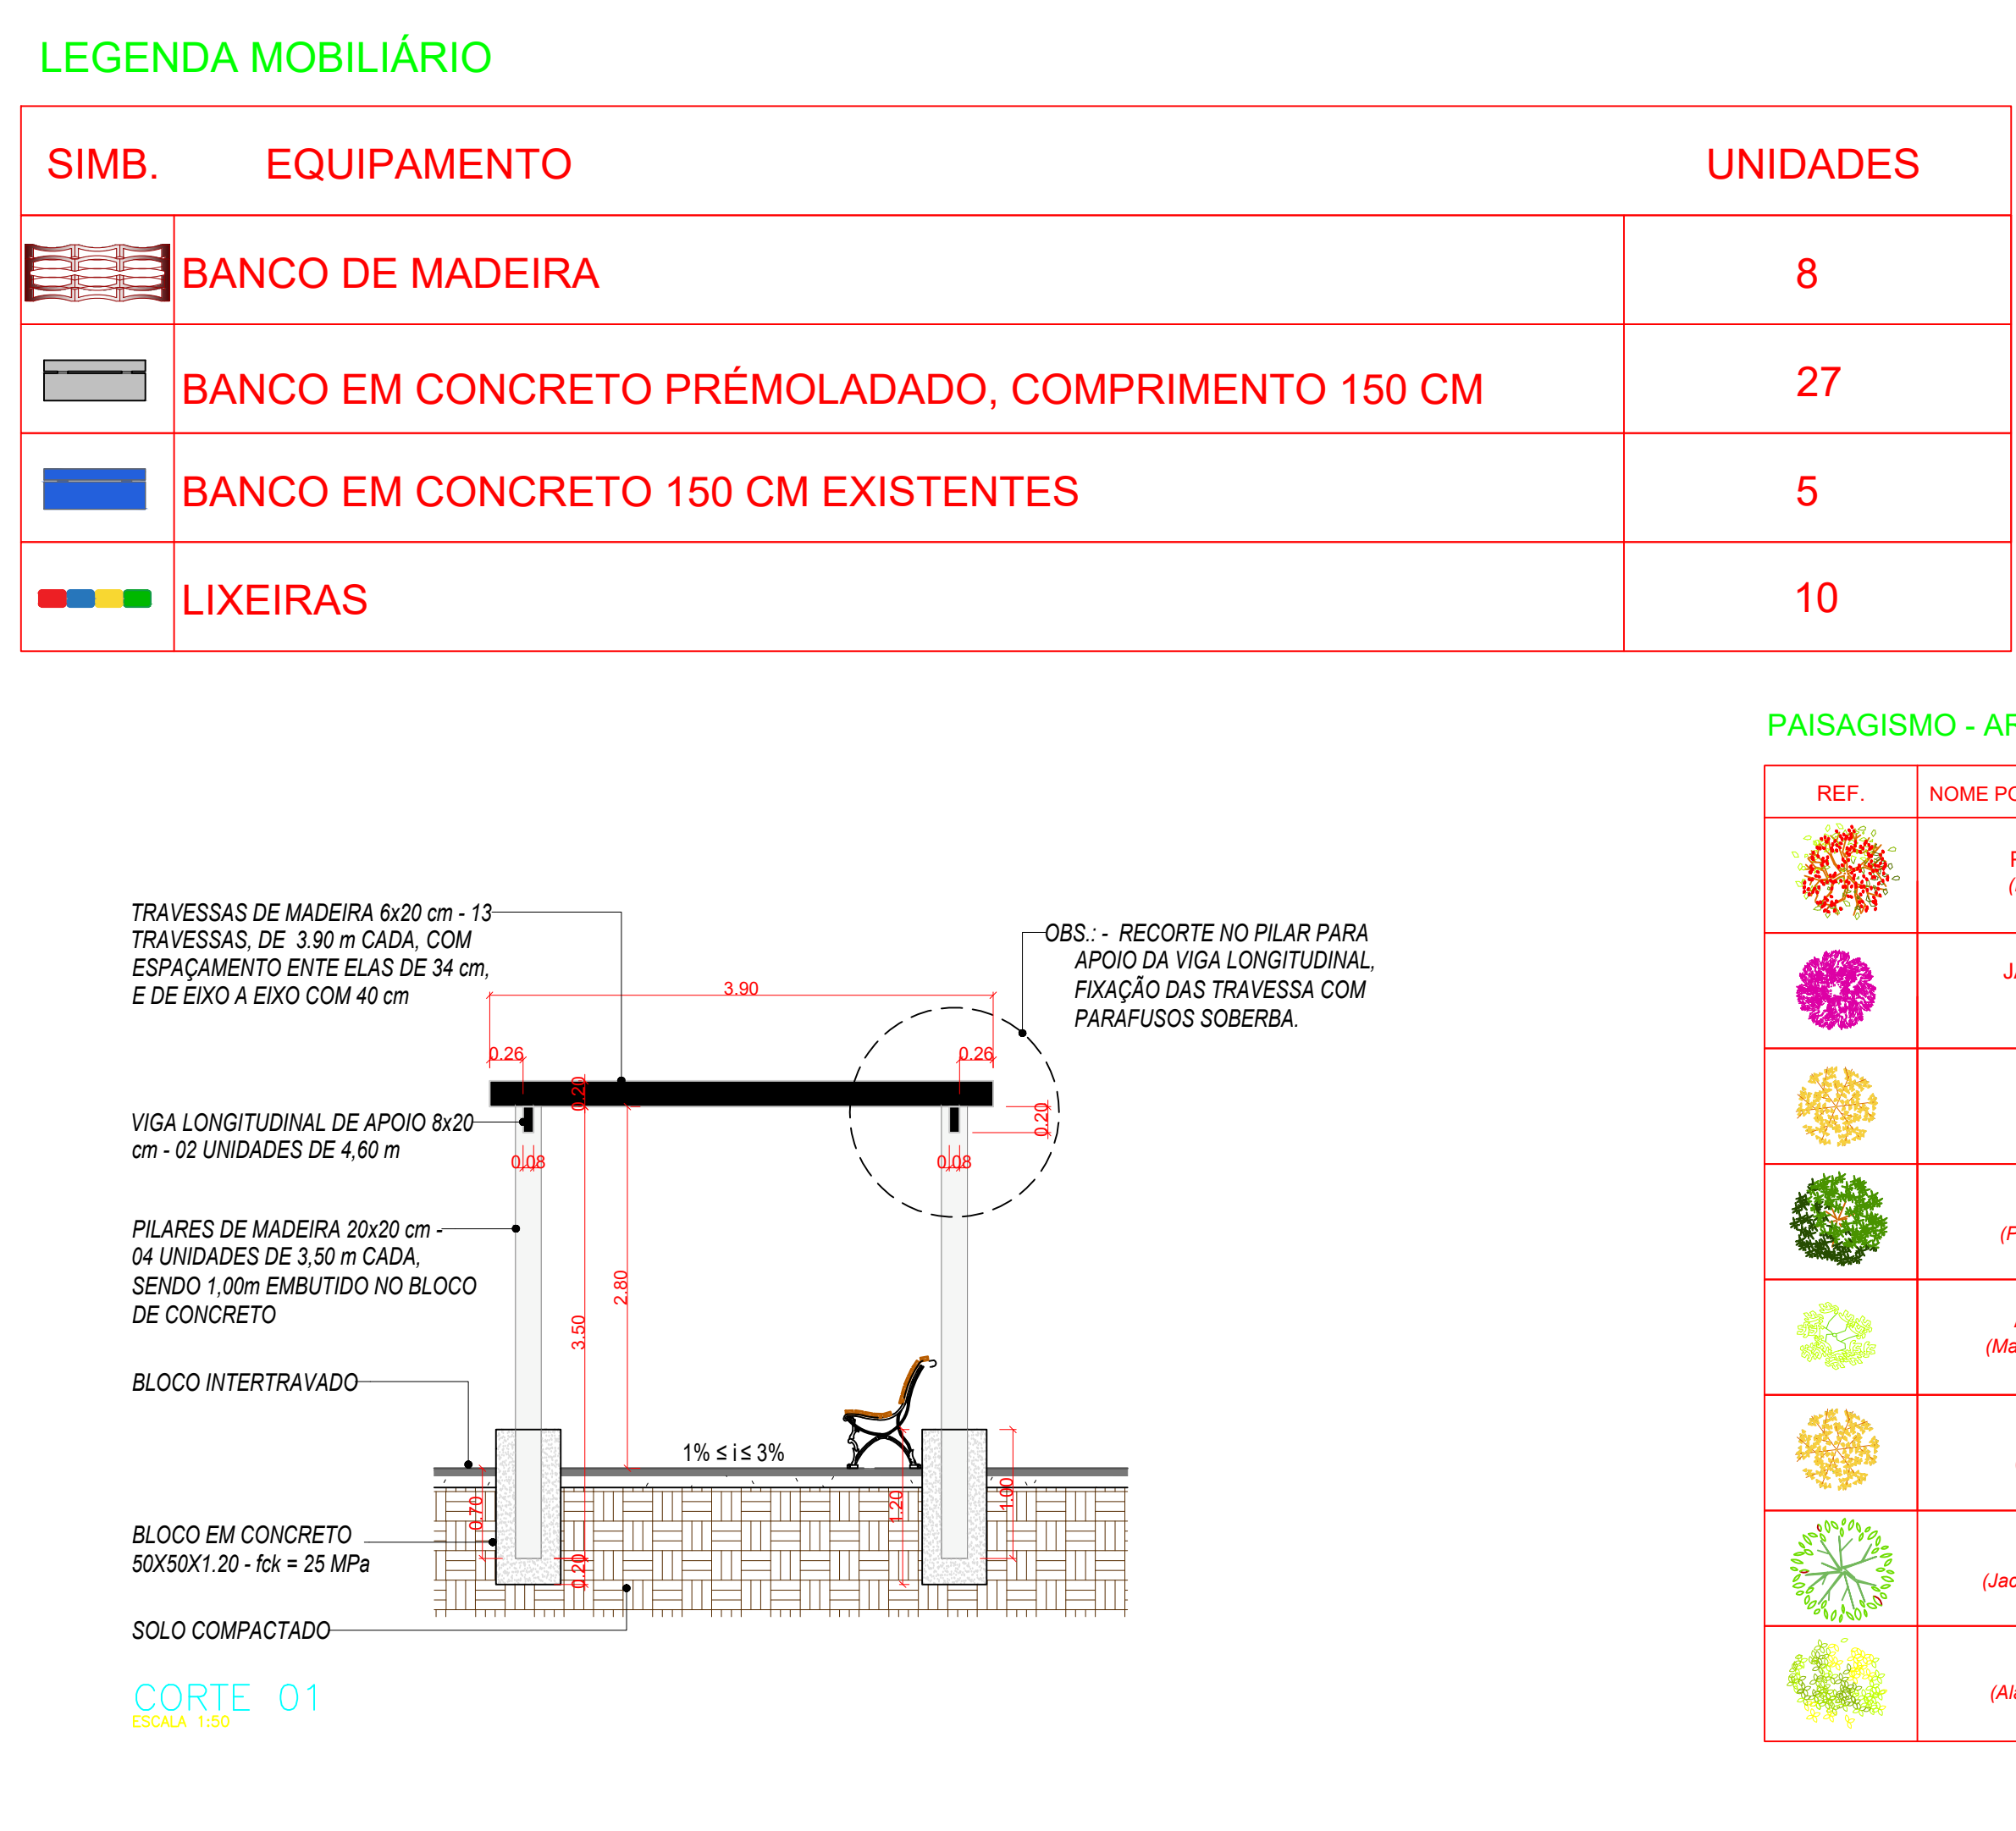 LEGENDA MOBILIÁRIO
SIMB. EQUIPAMENTO UNIDADES
BANCO DE MADEIRA 8
BANCO EM CONCRETO PRÉMOLADADO, COMPRIMENTO 150 CM 27
BANCO EM CONCRETO 150 CM EXISTENTES 5
LIXEIRAS 10
TRAVESSAS DE MADEIRA 6x20 cm - 13
TRAVESSAS, DE 3.90 m CADA, COM
ESPAÇAMENTO ENTE ELAS DE 34 cm,
E DE EIXO A EIXO COM 40 cm
OBS.: - RECORTE NO PILAR PARA
APOIO DA VIGA LONGITUDINAL,
FIXAÇÃO DAS TRAVESSA COM
PARAFUSOS SOBERBA.
3.90
0.26
0.26
0.20
0.20
VIGA LONGITUDINAL DE APOIO 8x20
cm - 02 UNIDADES DE 4,60 m
0.08
0.08
PILARES DE MADEIRA 20x20 cm -
04 UNIDADES DE 3,50 m CADA,
SENDO 1,00m EMBUTIDO NO BLOCO
DE CONCRETO
2.80
3.50
BLOCO INTERTRAVADO
1% ≤ i ≤ 3%
0.70
1.20
1.00
0.20
BLOCO EM CONCRETO
50X50X1.20 - fck = 25 MPa
SOLO COMPACTADO
CORTE 01
ESCALA 1:50
PAISAGISMO - AR
REF. NOME PO
(P
(Ma
(Jac
(Ala